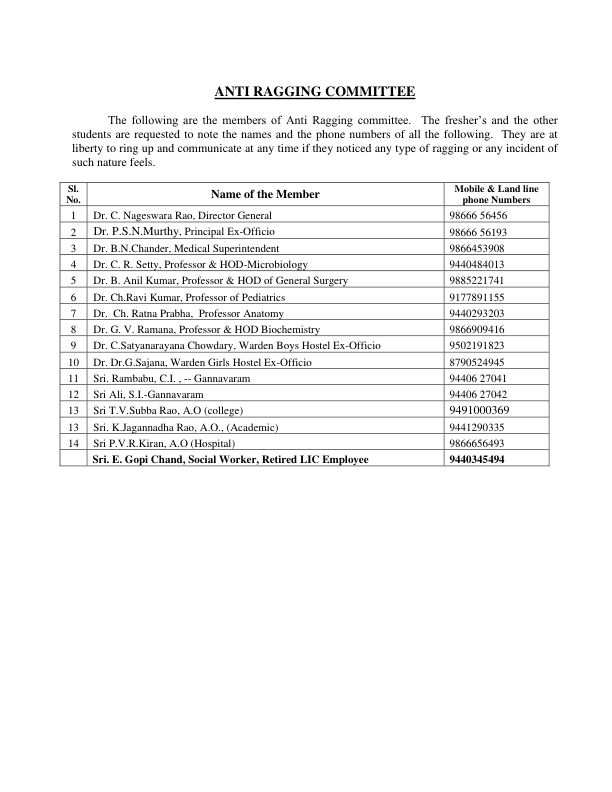 ANTI RAGGING COMMITTEE
The following are the members of Anti Ragging committee. The fresher's and the other
students are requested to note the names and the phone numbers of all the following. They are at
liberty to ring up and communicate at any time if they noticed any type of ragging or any incident of
such nature feels.
Sl. No. Name of the Member Mobile & Land line phone Numbers
1 Dr. C. Nageswara Rao, Director General 98666 56456
2 Dr. P.S.N.Murthy, Principal Ex-Officio 98666 56193
3 Dr. B.N.Chander, Medical Superintendent 9866453908
4 Dr. C. R. Setty, Professor & HOD-Microbiology 9440484013
5 Dr. B. Anil Kumar, Professor & HOD of General Surgery 9885221741
6 Dr. Ch.Ravi Kumar, Professor of Pediatrics 9177891155
7 Dr. Ch. Ratna Prabha, Professor Anatomy 9440293203
8 Dr. G. V. Ramana, Professor & HOD Biochemistry 9866909416
9 Dr. C.Satyanarayana Chowdary, Warden Boys Hostel Ex-Officio 9502191823
10 Dr. Dr.G.Sajana, Warden Girls Hostel Ex-Officio 8790524945
11 Sri. Rambabu, C.I. , -- Gannavaram 94406 27041
12 Sri Ali, S.I.-Gannavaram 94406 27042
13 Sri T.V.Subba Rao, A.O (college) 9491000369
13 Sri. K.Jagannadha Rao, A.O., (Academic) 9441290335
14 Sri P.V.R.Kiran, A.O (Hospital) 9866656493
Sri. E. Gopi Chand, Social Worker, Retired LIC Employee 9440345494